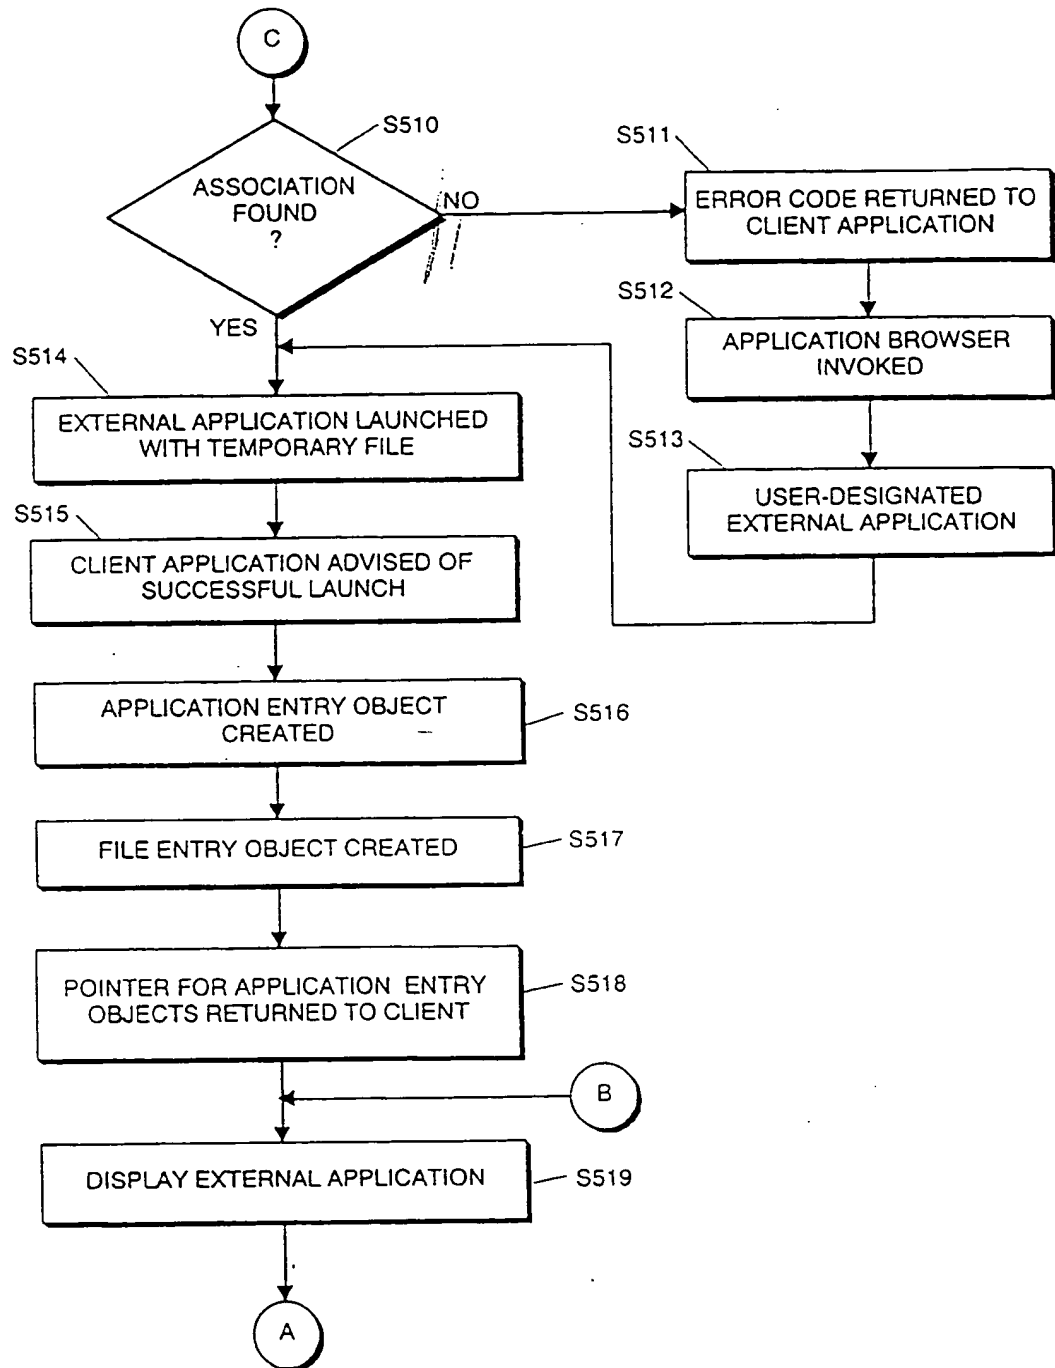 C
S510
ASSOCIATION
FOUND
?
NO
YES
S511
ERROR CODE RETURNED TO
CLIENT APPLICATION
S512
APPLICATION BROWSER
INVOKED
S513
USER-DESIGNATED
EXTERNAL APPLICATION
S514
EXTERNAL APPLICATION LAUNCHED
WITH TEMPORARY FILE
S515
CLIENT APPLICATION ADVISED OF
SUCCESSFUL LAUNCH
APPLICATION ENTRY OBJECT
CREATED
S516
FILE ENTRY OBJECT CREATED
S517
POINTER FOR APPLICATION ENTRY
OBJECTS RETURNED TO CLIENT
S518
B
DISPLAY EXTERNAL APPLICATION
S519
A